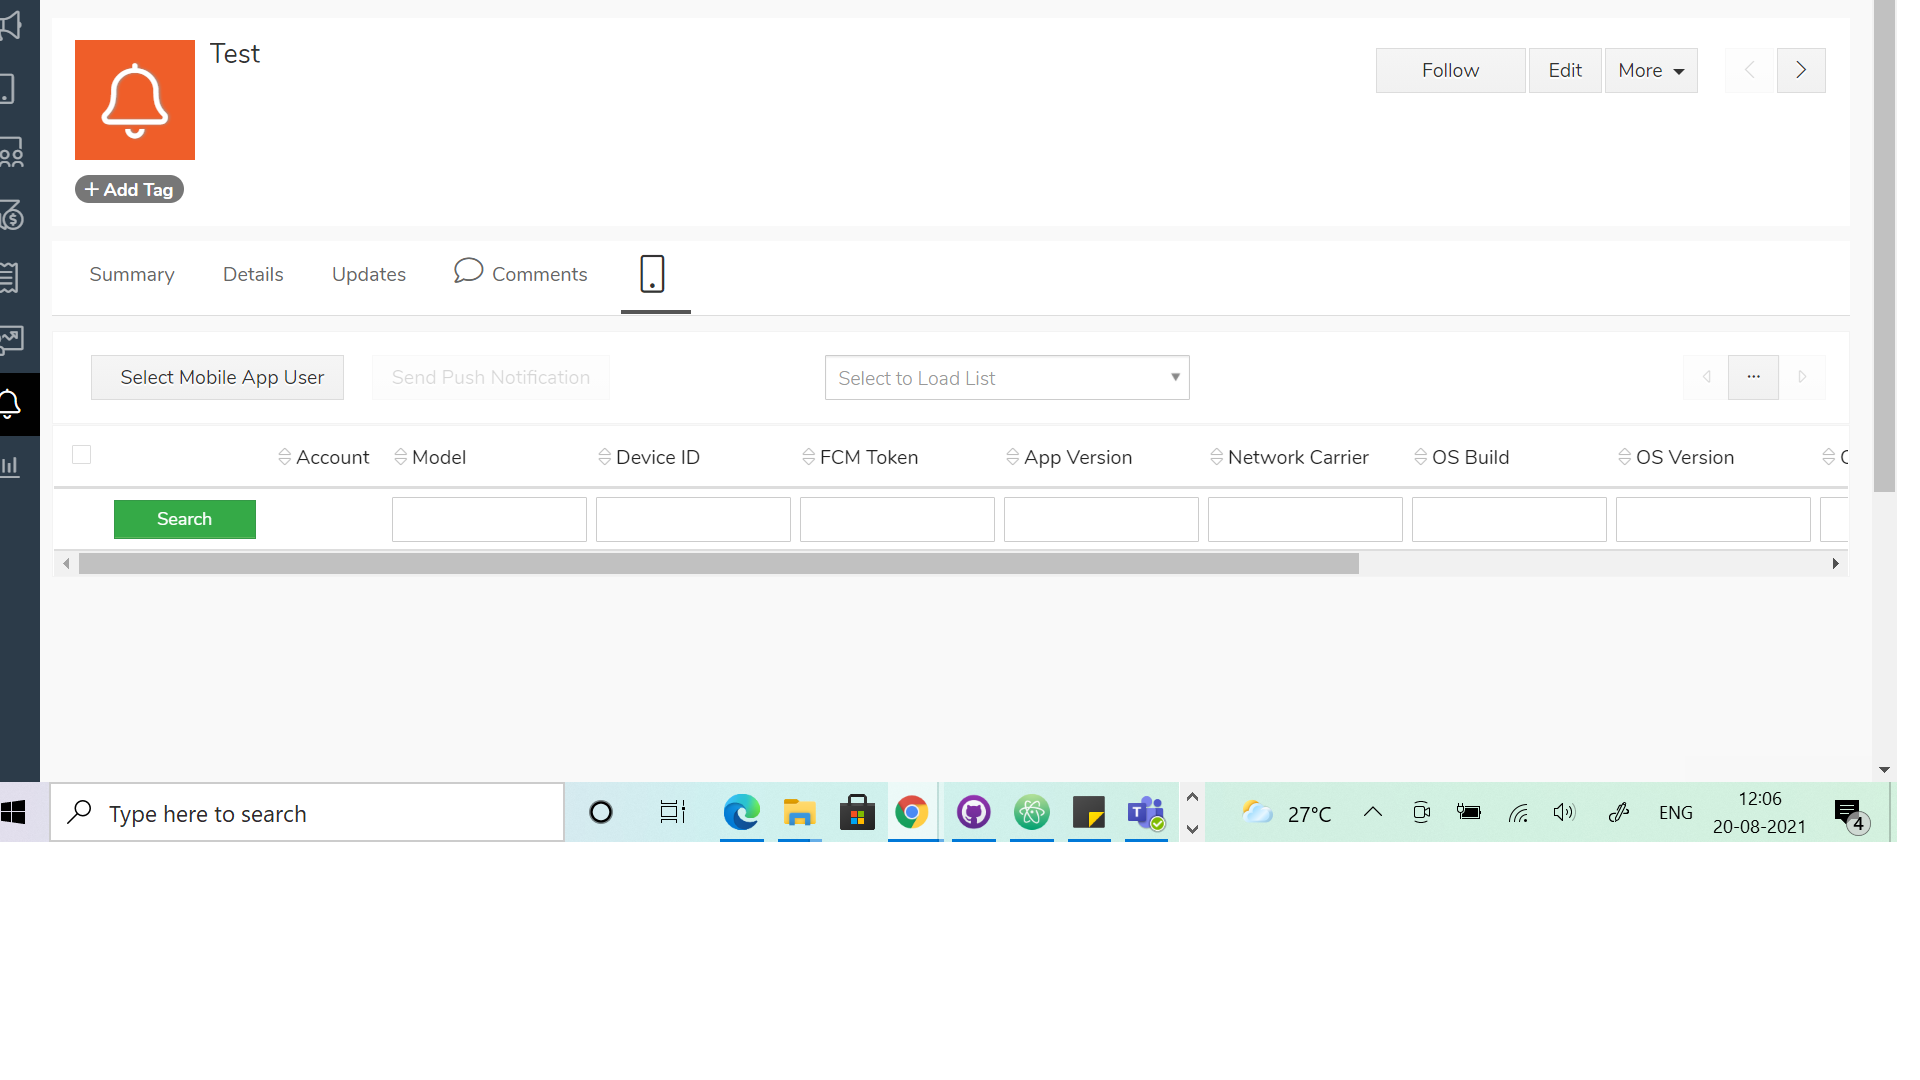 Test
Follow
Edit
More
+ Add Tag
Summary
Details
Updates
Comments
Select Mobile App User
Send Push Notification
Select to Load List
...
Account
Model
Device ID
FCM Token
App Version
Network Carrier
OS Build
OS Version
Search
Type here to search
27°C
ENG
12:06
20-08-2021
4